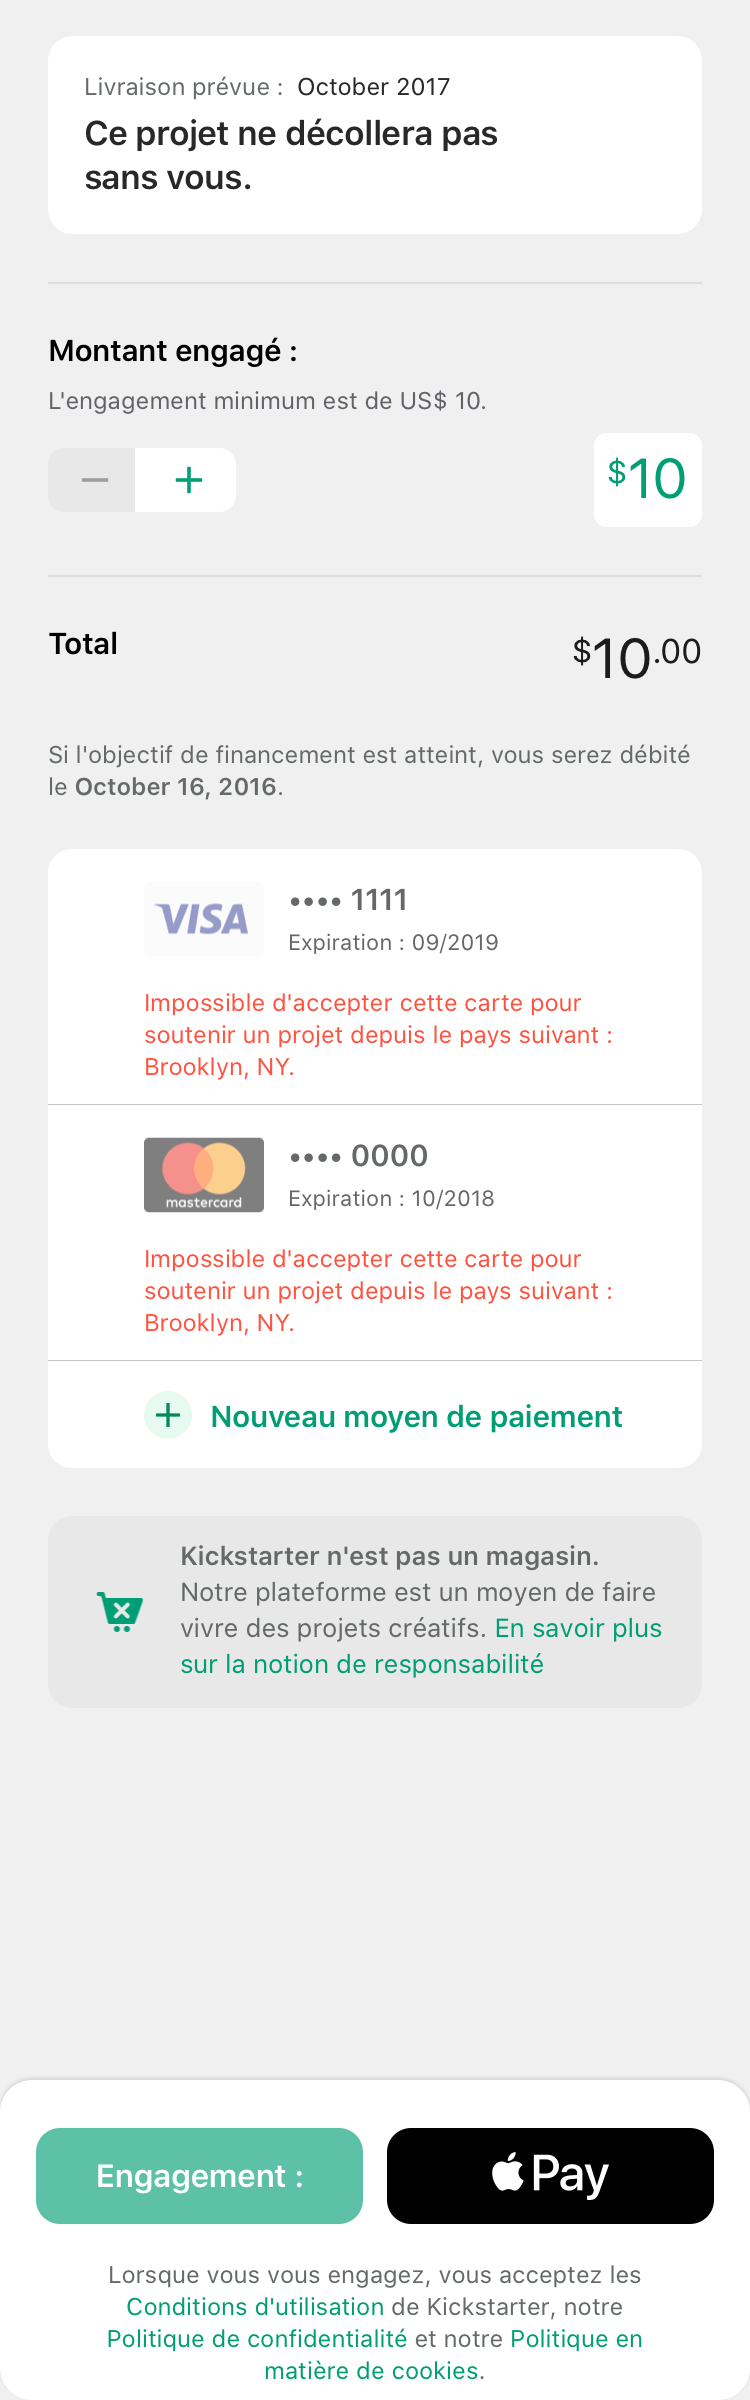 Livraison prévue : October 2017
Ce projet ne décollera pas
sans vous.
Montant engagé :
L'engagement minimum est de US$ 10.
$10
Total
$10.00
Si l'objectif de financement est atteint, vous serez débité
le October 16, 2016.
VISA
•••• 1111
Expiration : 09/2019
Impossible d'accepter cette carte pour
soutenir un projet depuis le pays suivant :
Brooklyn, NY.
mastercard
•••• 0000
Expiration : 10/2018
Impossible d'accepter cette carte pour
soutenir un projet depuis le pays suivant :
Brooklyn, NY.
Nouveau moyen de paiement
Kickstarter n'est pas un magasin.
Notre plateforme est un moyen de faire
vivre des projets créatifs. En savoir plus
sur la notion de responsabilité
Engagement :
Pay
Lorsque vous vous engagez, vous acceptez les
Conditions d'utilisation de Kickstarter, notre
Politique de confidentialité et notre Politique en
matière de cookies.